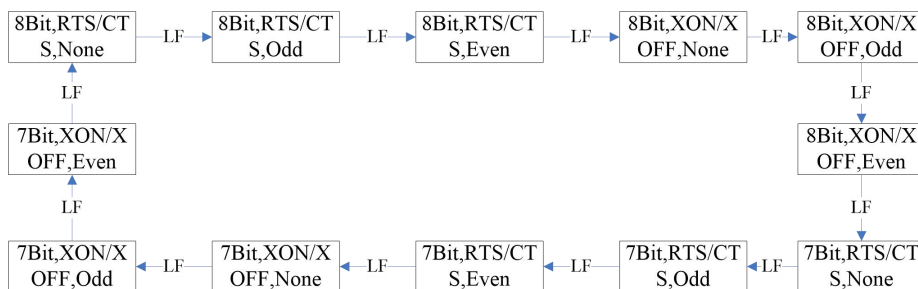 8Bit,RTS/CT
S,None
LF
8Bit,RTS/CT
S,Odd
LF
8Bit,RTS/CT
S,Even
LF
8Bit,XON/X
OFF,None
LF
8Bit,XON/X
OFF,Odd
LF
8Bit,XON/X
OFF,Even
LF
7Bit,RTS/CT
S,None
LF
7Bit,RTS/CT
S,Odd
LF
7Bit,RTS/CT
S,Even
LF
7Bit,XON/X
OFF,None
LF
7Bit,XON/X
OFF,Odd
LF
7Bit,XON/X
OFF,Even
LF